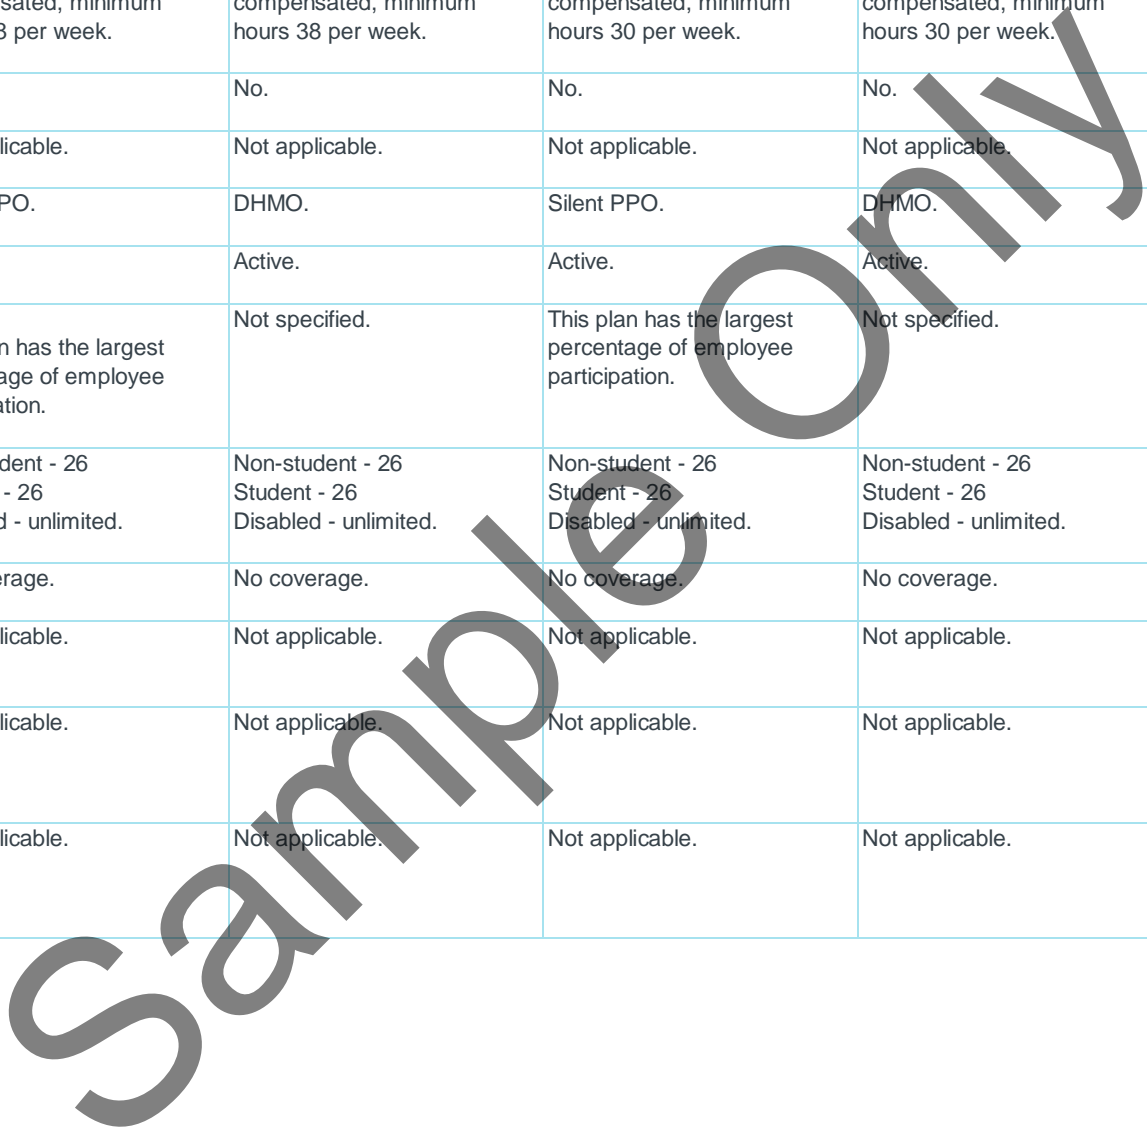 sated, minimum
per week.
compensated, minimum
hours 38 per week.
compensated, minimum
hours 30 per week.
compensated, minimum
hours 30 per week.
No.
No.
No.
licable.
Not applicable.
Not applicable.
Not applicable.
PO.
DHMO.
Silent PPO.
DHMO.
Active.
Active.
Active.
n has the largest
age of employee
ation.
Not specified.
This plan has the largest
percentage of employee
participation.
Not specified.
dent - 26
- 26
d - unlimited.
Non-student - 26
Student - 26
Disabled - unlimited.
Non-student - 26
Student - 26
Disabled - unlimited.
Non-student - 26
Student - 26
Disabled - unlimited.
erage.
No coverage.
No coverage.
No coverage.
licable.
Not applicable.
Not applicable.
Not applicable.
licable.
Not applicable.
Not applicable.
Not applicable.
licable.
Not applicable.
Not applicable.
Not applicable.
Sample Only